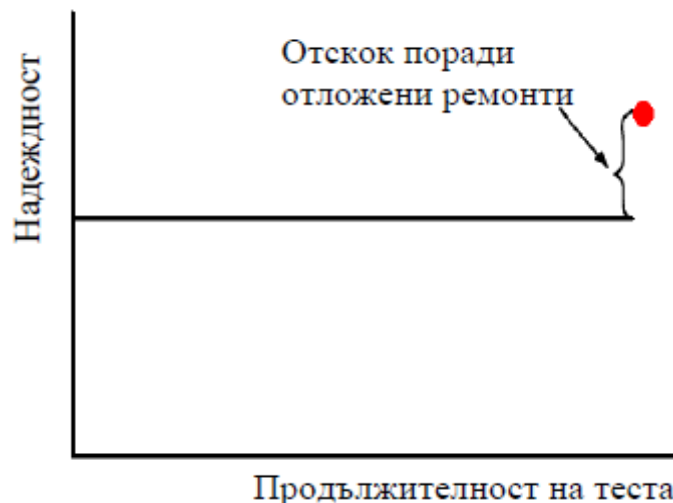 Отскок поради
отложени ремонти
Надеждност
Продължителност на теста